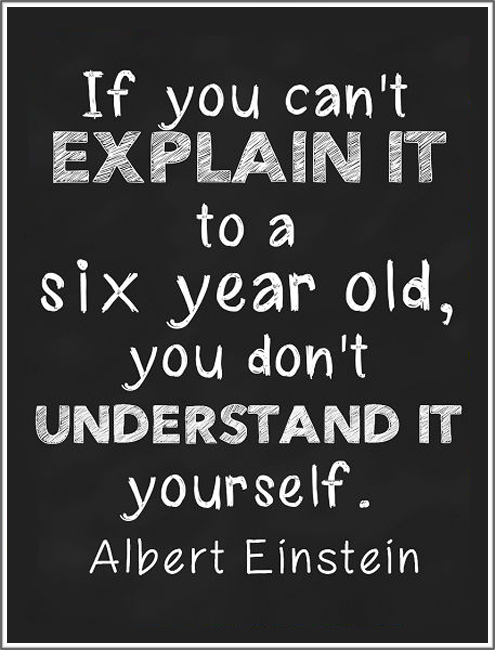 If you can't
EXPLAIN IT
to a
six year old,
you don't
UNDERSTAND IT
yourself.
Albert Einstein